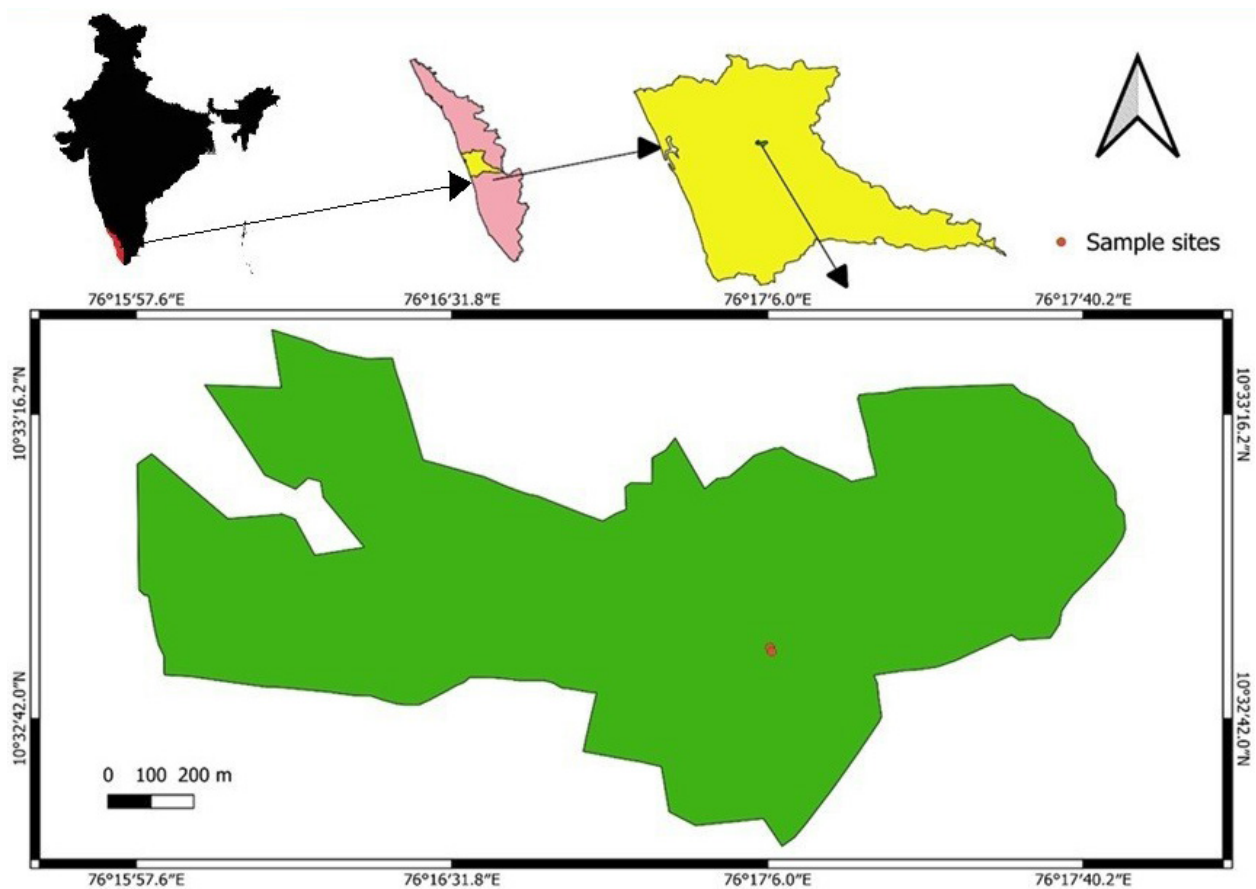 Sample sites
76°15′57.6″E 76°16′31.8″E 76°17′6.0″E 76°17′40.2″E
10°33′16.2″N 10°33′16.2″N
10°32′42.0″N 10°32′42.0″N
0 100 200 m
76°15′57.6″E 76°16′31.8″E 76°17′6.0″E 76°17′40.2″E